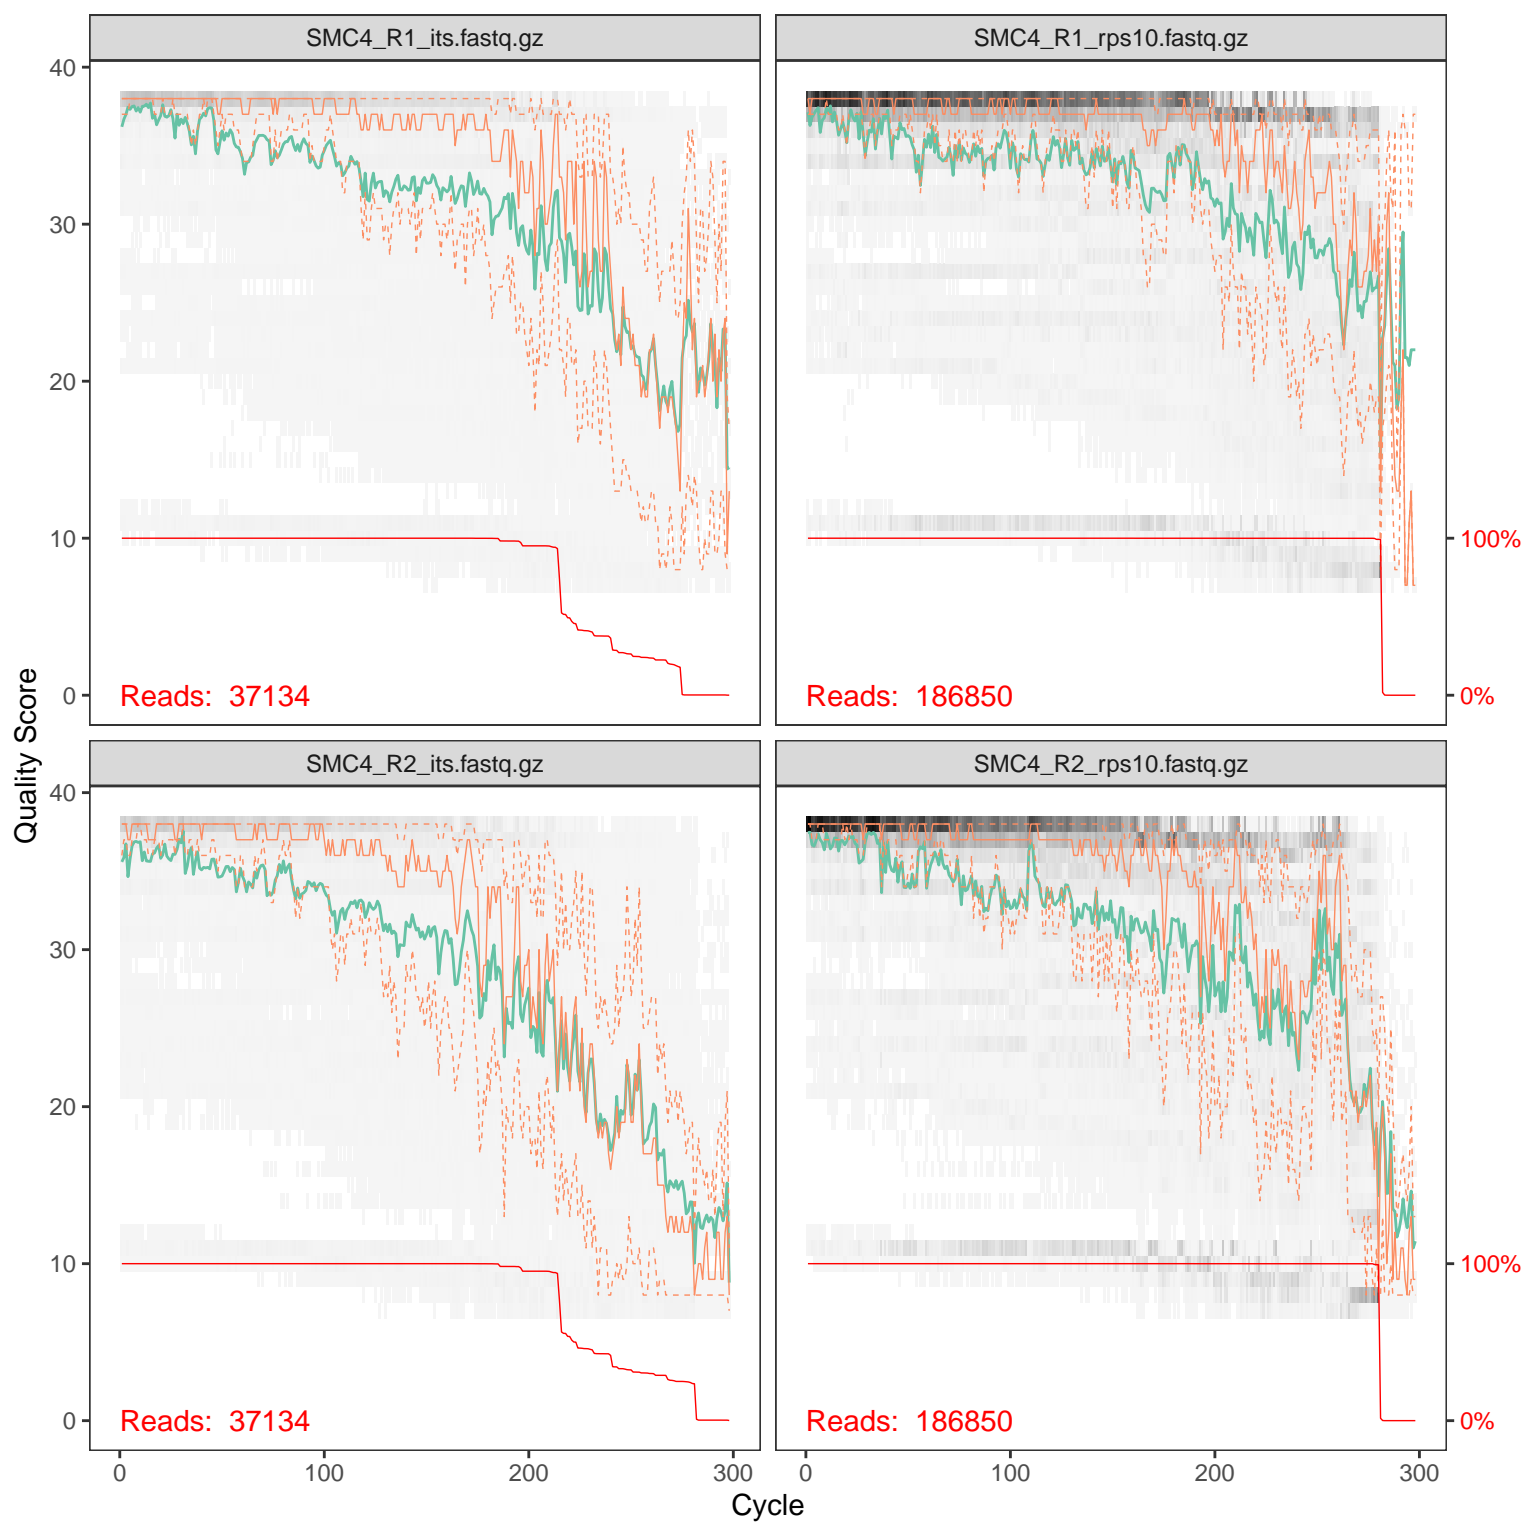 SMC4_R1_its.fastq.gz
SMC4_R1_rps10.fastq.gz
40
30
20
10
0
100%
0%
Reads: 37134
Reads: 186850
Quality Score
SMC4_R2_its.fastq.gz
SMC4_R2_rps10.fastq.gz
40
30
20
10
0
100%
0%
Reads: 37134
Reads: 186850
0 100 200 300
0 100 200 300
Cycle